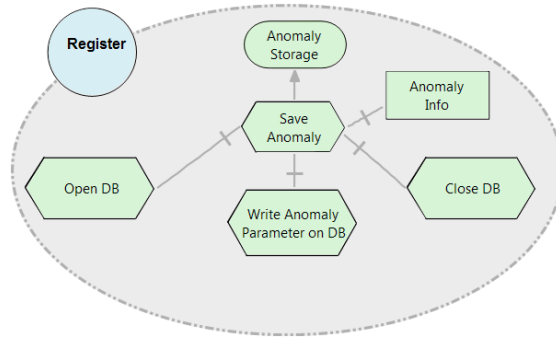 Register
Anomaly
Storage
Anomaly
Info
Save
Anomaly
Open DB
Write Anomaly
Parameter on DB
Close DB